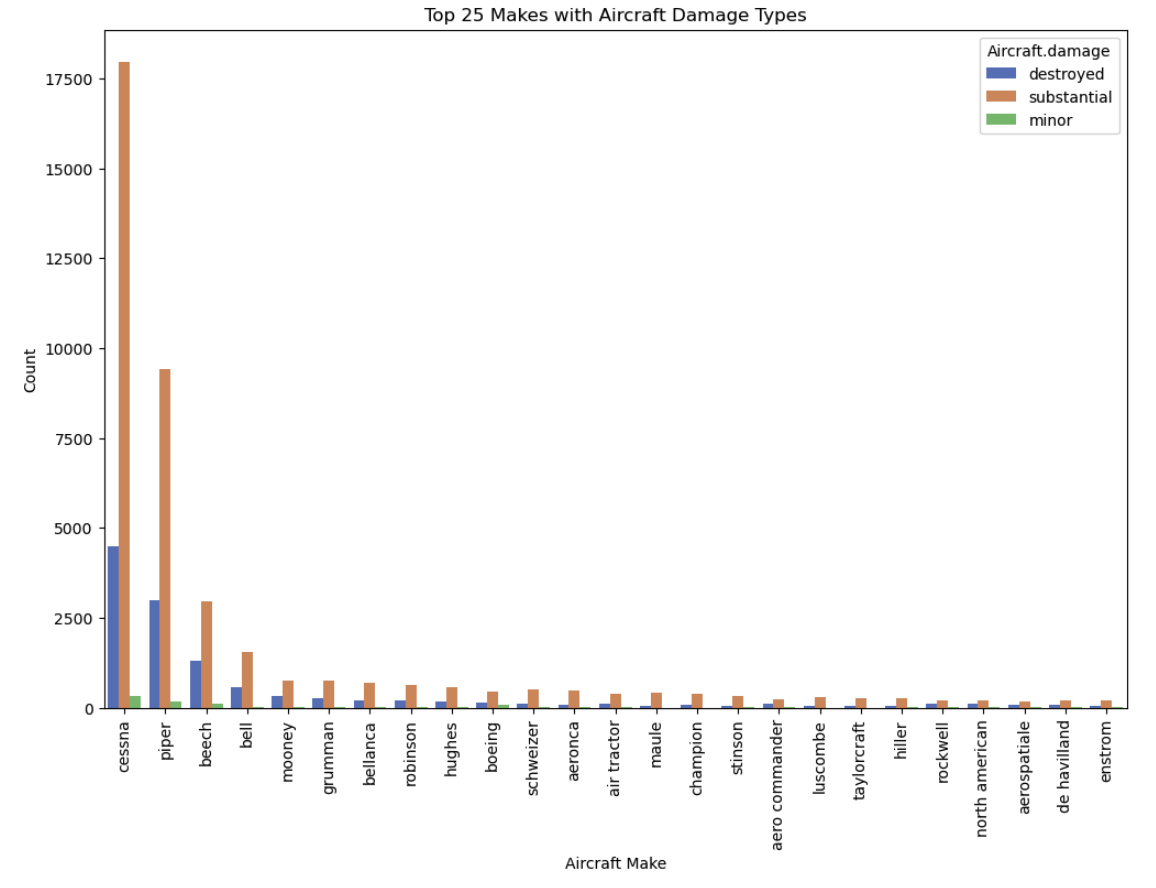 Top 25 Makes with Aircraft Damage Types
Aircraft.damage
destroyed
substantial
minor
17500
15000
12500
10000
7500
5000
2500
0
Count
cessna
piper
beech
bell
mooney
grumman
bellanca
robinson
hughes
boeing
schweizer
aeronca
air tractor
maule
champion
stinson
aero commander
luscombe
taylorcraft
hiller
rockwell
north american
aerospatiale
de havilland
enstrom
Aircraft Make